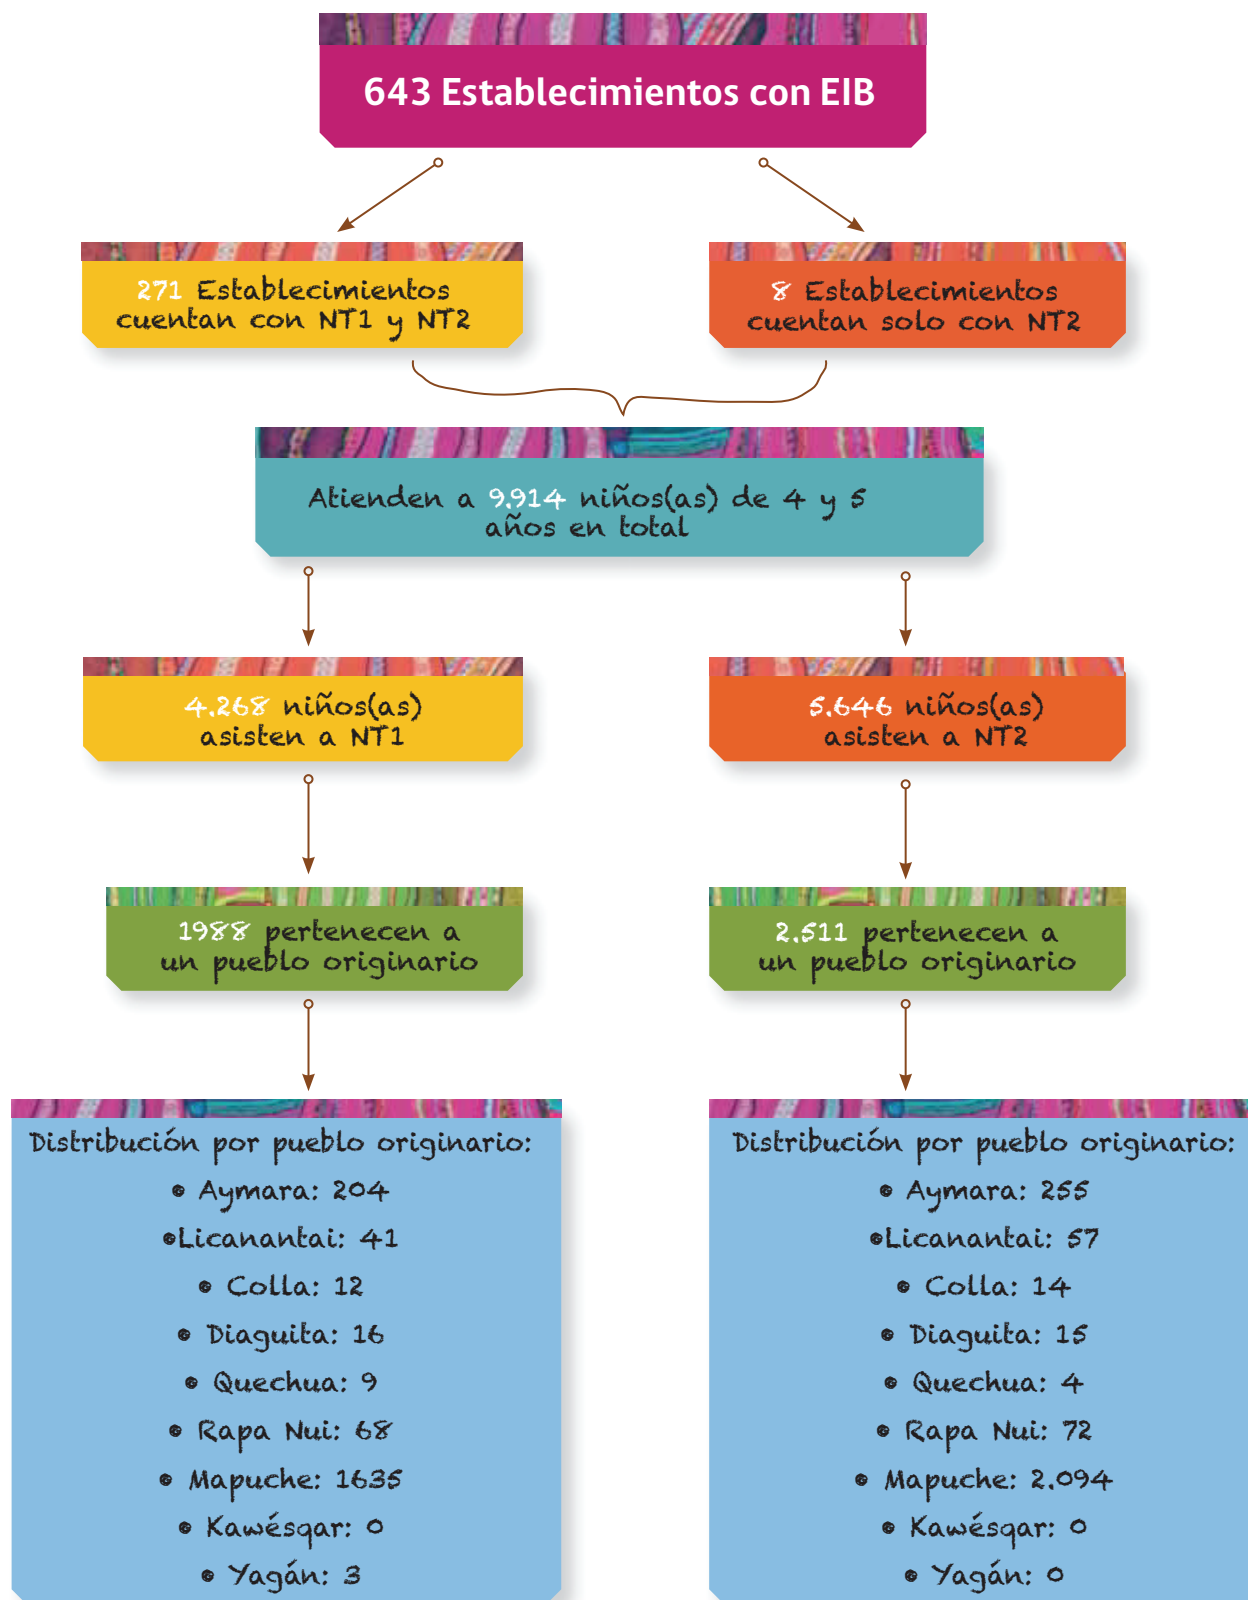 643 Establecimientos con EIB
271 Establecimientos
cuentan con NT1 y NT2
8 Establecimientos
cuentan solo con NT2
Atienden a 9.914 niños(as) de 4 y 5
años en total
4.268 niños(as)
asisten a NT1
5.646 niños(as)
asisten a NT2
1988 pertenecen a
un pueblo originario
2.511 pertenecen a
un pueblo originario
Distribución por pueblo originario:
• Aymara: 204
•Licanantai: 41
• Colla: 12
• Diaguita: 16
• Quechua: 9
• Rapa Nui: 68
• Mapuche: 1635
• Kawésqar: 0
• Yagán: 3
Distribución por pueblo originario:
• Aymara: 255
•Licanantai: 57
• Colla: 14
• Diaguita: 15
• Quechua: 4
• Rapa Nui: 72
• Mapuche: 2.094
• Kawésqar: 0
• Yagán: 0